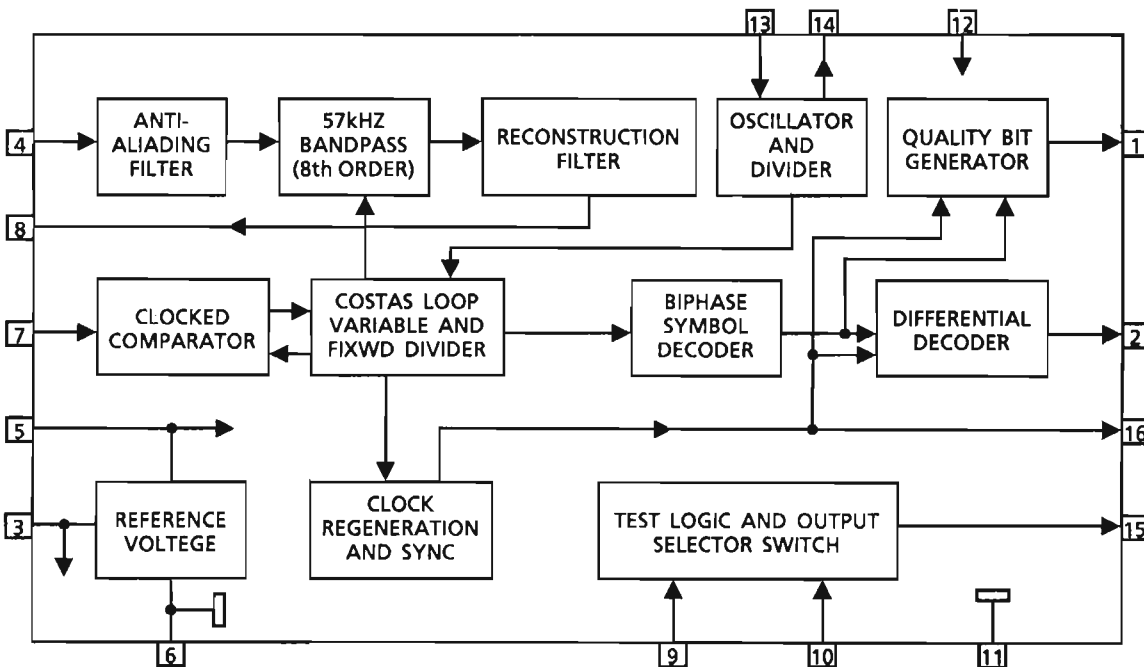 13
14
12
4
ANTI-
ALIADING
FILTER
57kHZ
BANDPASS
(8th ORDER)
RECONSTRUCTION
FILTER
OSCILLATOR
AND
DIVIDER
QUALITY BIT
GENERATOR
1
8
7
CLOCKED
COMPARATOR
COSTAS LOOP
VARIABLE AND
FIXWD DIVIDER
BIPHASE
SYMBOL
DECODER
DIFFERENTIAL
DECODER
2
5
16
3
REFERENCE
VOLTEGE
CLOCK
REGENERATION
AND SYNC
TEST LOGIC AND OUTPUT
SELECTOR SWITCH
15
6
9
10
11